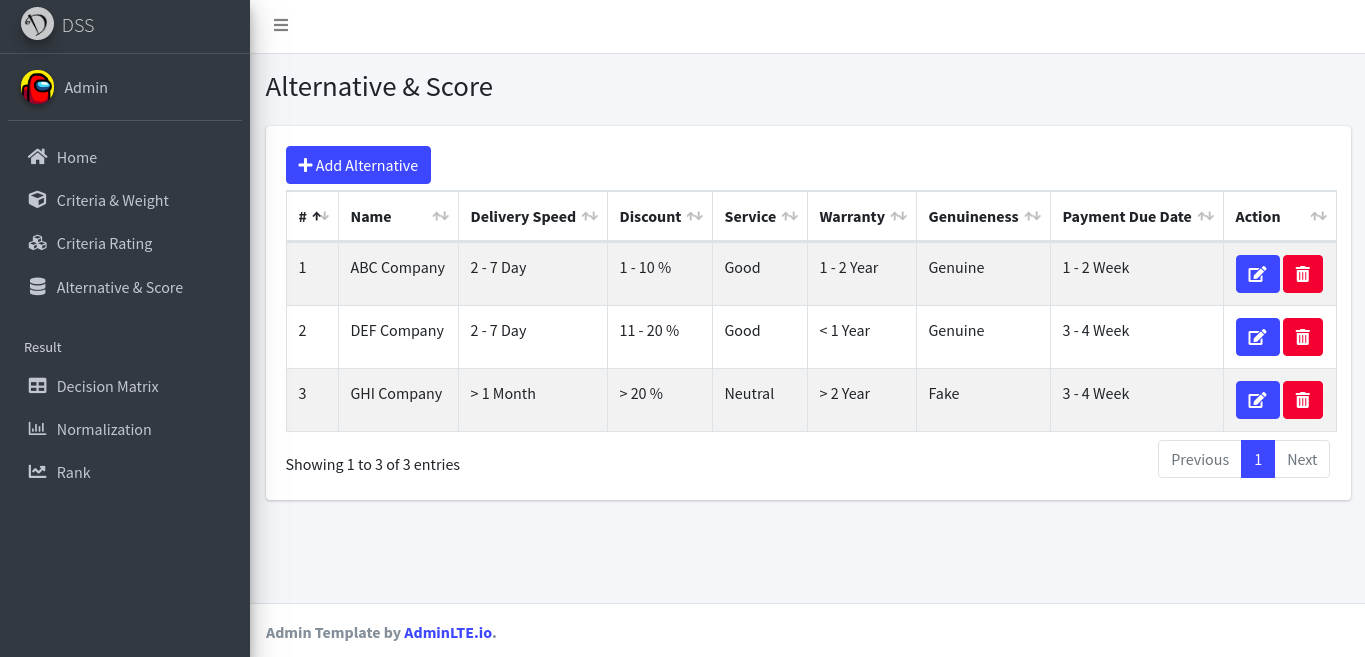 DSS
Admin
Home
Criteria & Weight
Criteria Rating
Alternative & Score
Result
Decision Matrix
Normalization
Rank
Alternative & Score
Add Alternative
# Name Delivery Speed Discount Service Warranty Genuineness Payment Due Date Action
1 ABC Company 2 - 7 Day 1 - 10 % Good 1 - 2 Year Genuine 1 - 2 Week
2 DEF Company 2 - 7 Day 11 - 20 % Good < 1 Year Genuine 3 - 4 Week
3 GHI Company > 1 Month > 20 % Neutral > 2 Year Fake 3 - 4 Week
Showing 1 to 3 of 3 entries
Previous 1 Next
Admin Template by AdminLTE.io.